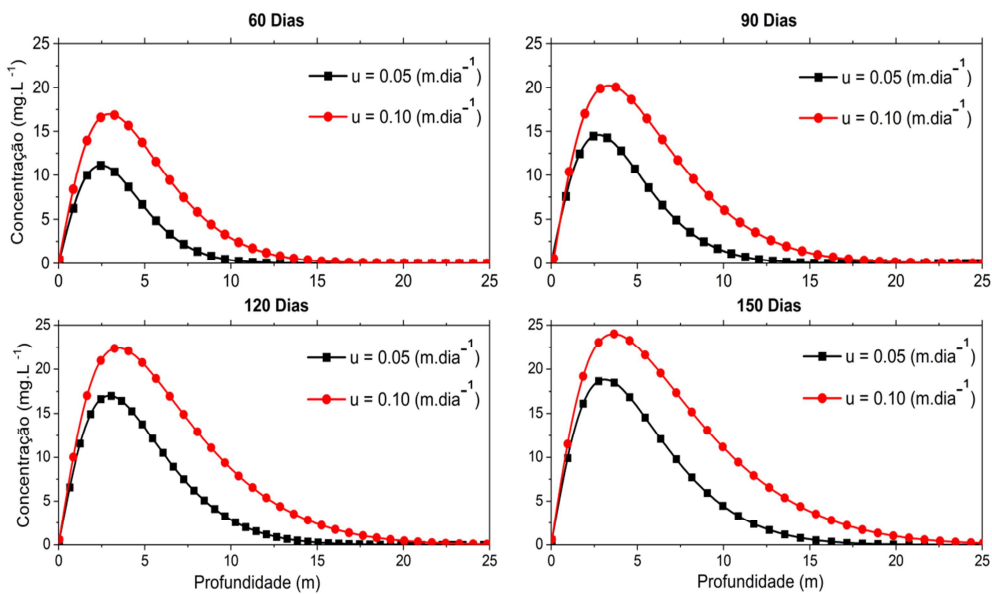 60 Dias
25
20
15
10
5
0
Concentração (mg.L⁻¹)
u = 0.05 (m.dia⁻¹)
u = 0.10 (m.dia⁻¹)
0 5 10 15 20 25
90 Dias
25
20
15
10
5
0
u = 0.05 (m.dia⁻¹)
u = 0.10 (m.dia⁻¹)
0 5 10 15 20 25
120 Dias
25
20
15
10
5
0
Concentração (mg.L⁻¹)
u = 0.05 (m.dia⁻¹)
u = 0.10 (m.dia⁻¹)
0 5 10 15 20 25
Profundidade (m)
150 Dias
25
20
15
10
5
0
u = 0.05 (m.dia⁻¹)
u = 0.10 (m.dia⁻¹)
0 5 10 15 20 25
Profundidade (m)